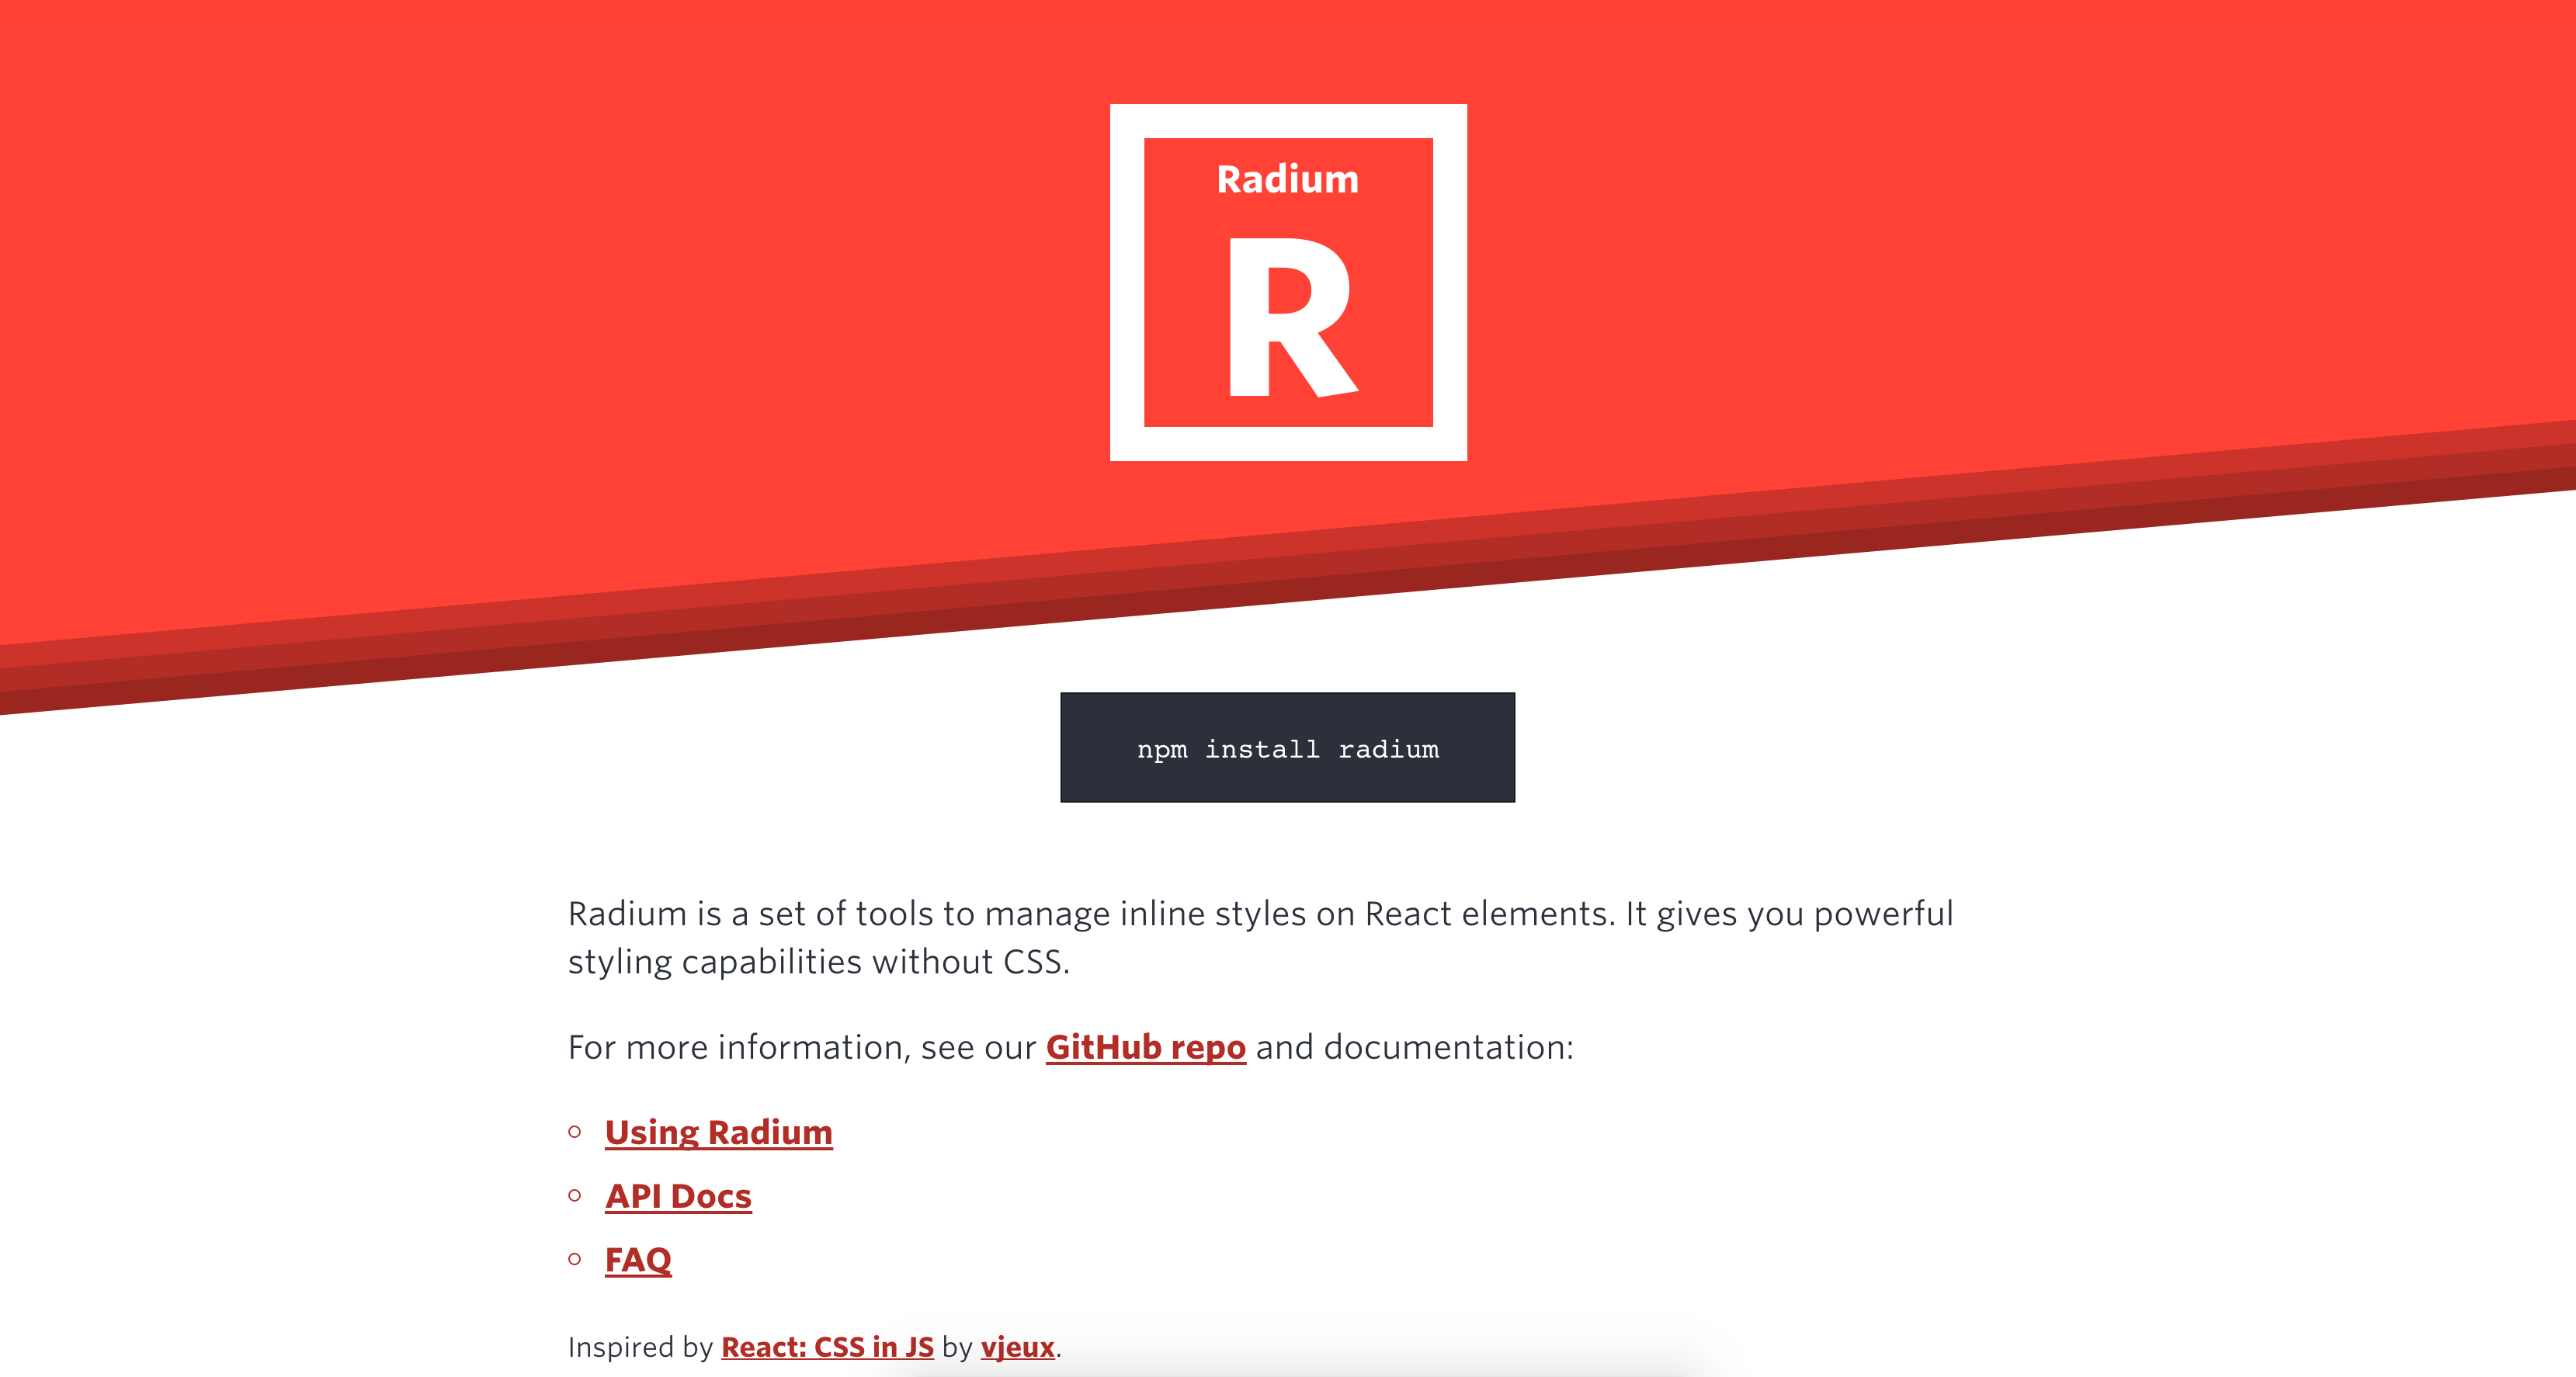 Radium
R
npm install radium
Radium is a set of tools to manage inline styles on React elements. It gives you powerful
styling capabilities without CSS.
For more information, see our GitHub repo and documentation:
Using Radium
API Docs
FAQ
Inspired by React: CSS in JS by vjeux.